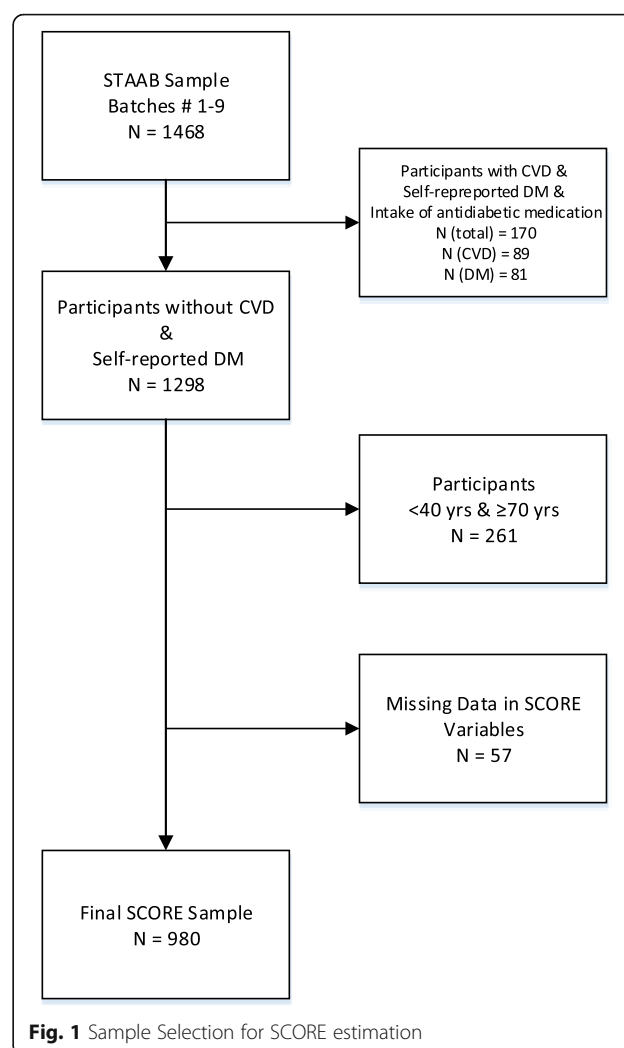 STAAB Sample
Batches # 1-9
N = 1468
Participants with CVD &
Self-repreported DM &
Intake of antidiabetic medication
N (total) = 170
N (CVD) = 89
N (DM) = 81
Participants without CVD
&
Self-reported DM
N = 1298
Participants
<40 yrs & ≥70 yrs
N = 261
Missing Data in SCORE
Variables
N = 57
Final SCORE Sample
N = 980
Fig. 1 Sample Selection for SCORE estimation